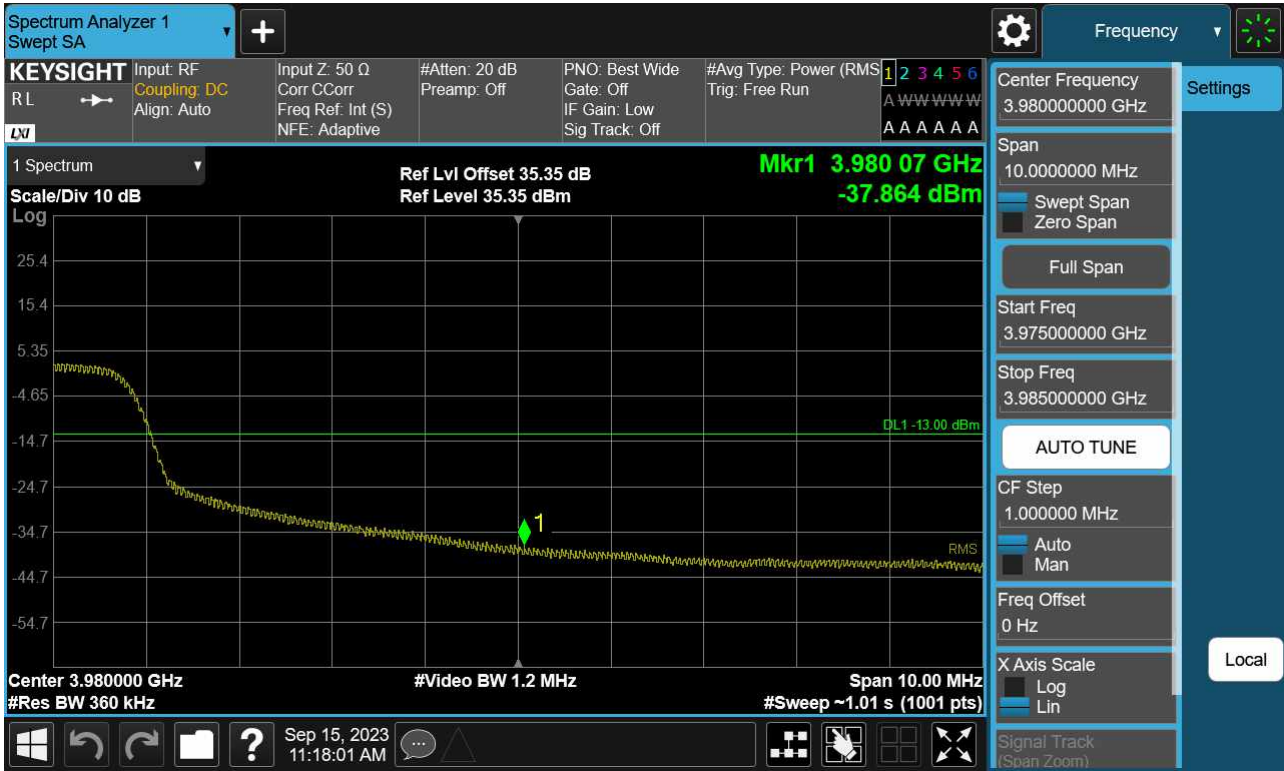 Spectrum Analyzer 1
Swept SA
Frequency
KEYSIGHT
R L
LXI
Input: RF
Coupling: DC
Align: Auto
Input Z: 50 Ω
Corr CCorr
Freq Ref: Int (S)
NFE: Adaptive
#Atten: 20 dB
Preamp: Off
PNO: Best Wide
Gate: Off
IF Gain: Low
Sig Track: Off
#Avg Type: Power (RMS
Trig: Free Run
1 2 3 4 5 6
A W W W W W
A A A A A A
1 Spectrum
Scale/Div 10 dB
Log
Ref Lvl Offset 35.35 dB
Ref Level 35.35 dBm
Mkr1 3.980 07 GHz
-37.864 dBm
25.4
15.4
5.35
-4.65
-14.7
-24.7
-34.7
-44.7
-54.7
DL1 -13.00 dBm
1
RMS
Center 3.980000 GHz
#Video BW 1.2 MHz
Span 10.00 MHz
#Res BW 360 kHz
#Sweep ~1.01 s (1001 pts)
Sep 15, 2023
11:18:01 AM
Center Frequency
3.980000000 GHz
Settings
Span
10.0000000 MHz
Swept Span
Zero Span
Full Span
Start Freq
3.975000000 GHz
Stop Freq
3.985000000 GHz
AUTO TUNE
CF Step
1.000000 MHz
Auto
Man
Freq Offset
0 Hz
X Axis Scale
Log
Lin
Local
Signal Track
(Span Zoom)